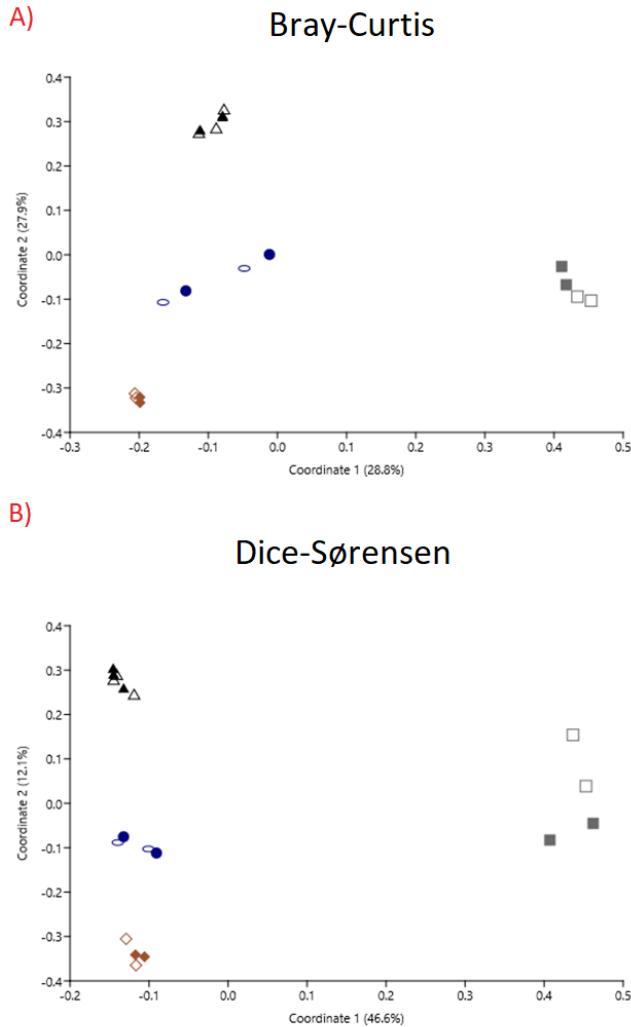 A)
Bray-Curtis
0.4
0.3
0.2
0.1
0.0
-0.1
-0.2
-0.3
-0.4
Coordinate 2 (27.9%)
-0.3 -0.2 -0.1 0.0 0.1 0.2 0.3 0.4 0.5
Coordinate 1 (28.8%)
B)
Dice-Sørensen
0.4
0.3
0.2
0.1
0.0
-0.1
-0.2
-0.3
-0.4
Coordinate 2 (12.1%)
-0.2 -0.1 0.0 0.1 0.2 0.3 0.4 0.5
Coordinate 1 (46.6%)